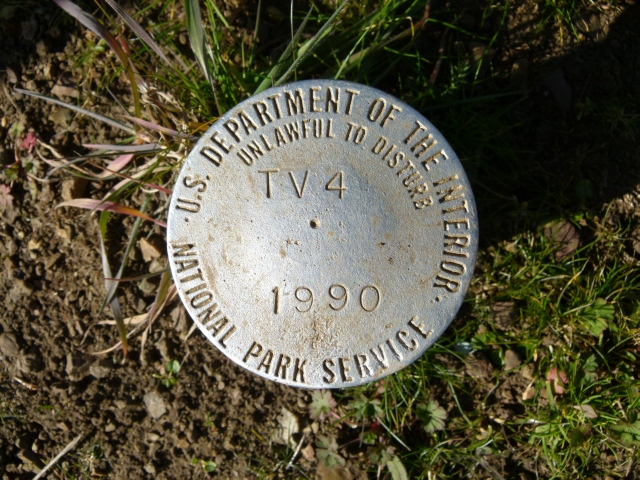 U.S. DEPARTMENT OF THE INTERIOR
UNLAWFUL TO DISTURB
TV4
1990
NATIONAL PARK SERVICE